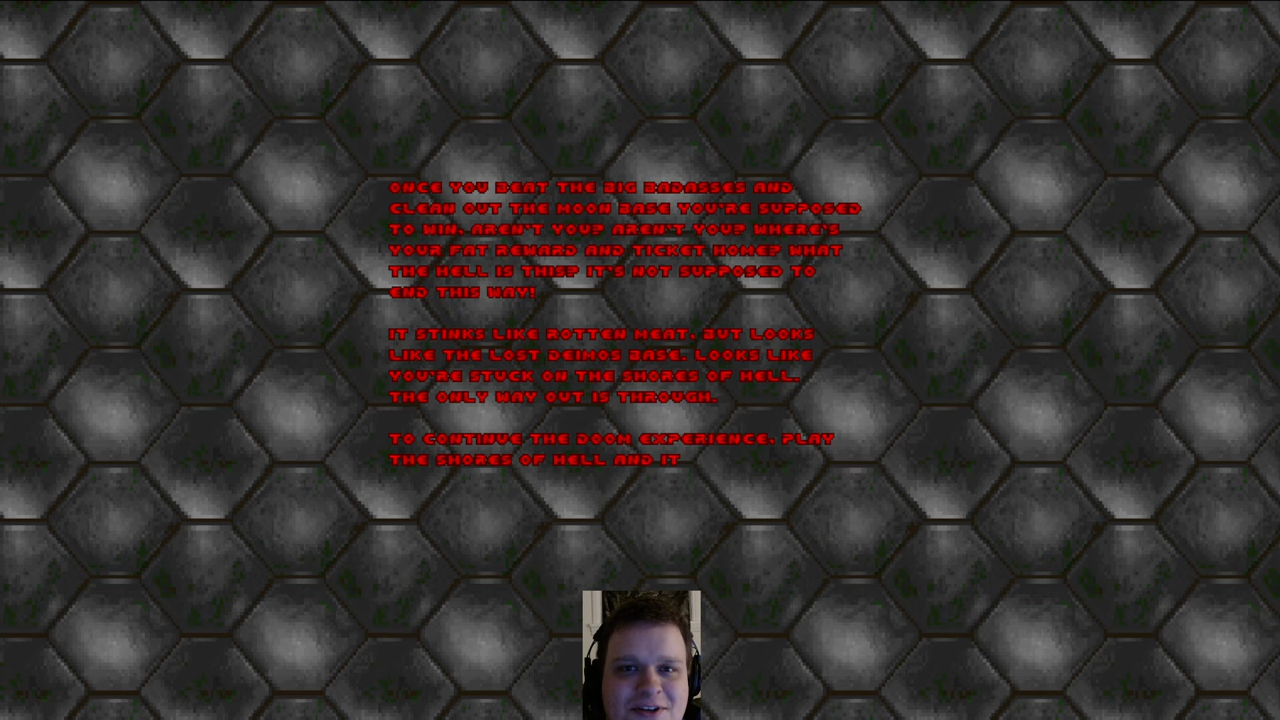 ONCE YOU BEAT THE BIG BADASSES AND
CLEAN OUT THE MOON BASE YOU'RE SUPPOSED
TO WIN, AREN'T YOU? AREN'T YOU? WHERE'S
YOUR FAT REWARD AND TICKET HOME? WHAT
THE HELL IS THIS? IT'S NOT SUPPOSED TO
END THIS WAY!
IT STINKS LIKE ROTTEN MEAT, BUT LOOKS
LIKE THE LOST DEIMOS BASE. LOOKS LIKE
YOU'RE STUCK ON THE SHORES OF HELL.
THE ONLY WAY OUT IS THROUGH.
TO CONTINUE THE DOOM EXPERIENCE, PLAY
THE SHORES OF HELL AND IT